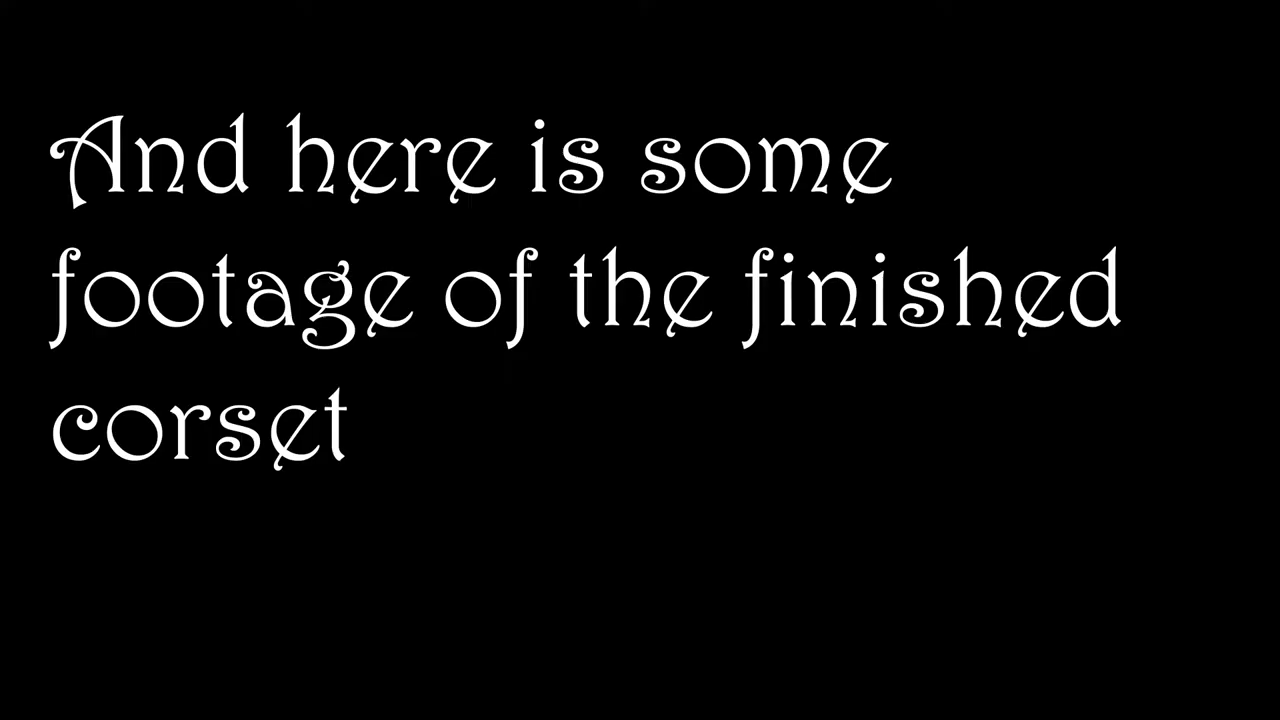 And here is some
footage of the finished
corset